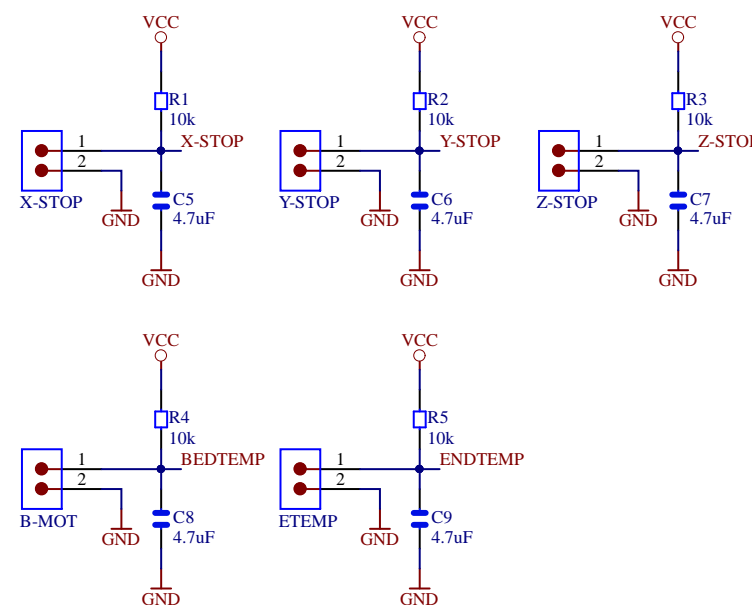 VCC
VCC
VCC
R1
10k
R2
10k
R3
10k
1
2
X-STOP
1
2
Y-STOP
1
2
Z-STOP
X-STOP
GND
C5
4.7uF
Y-STOP
GND
C6
4.7uF
Z-STOP
GND
C7
4.7uF
GND
GND
GND
VCC
VCC
R4
10k
R5
10k
1
2
BEDTEMP
1
2
ENDTEMP
B-MOT
GND
C8
4.7uF
ETEMP
GND
C9
4.7uF
GND
GND